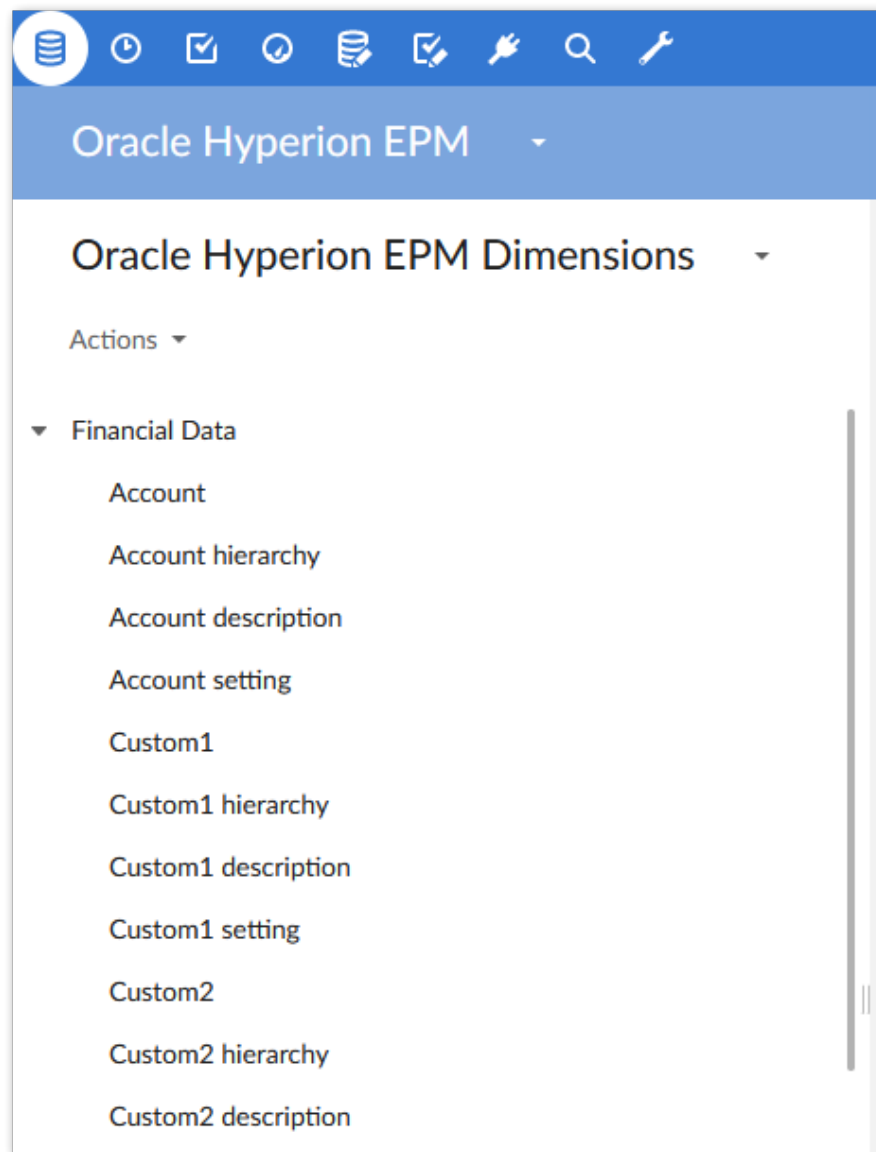 Oracle Hyperion EPM
Oracle Hyperion EPM Dimensions
Actions
Financial Data
Account
Account hierarchy
Account description
Account setting
Custom1
Custom1 hierarchy
Custom1 description
Custom1 setting
Custom2
Custom2 hierarchy
Custom2 description